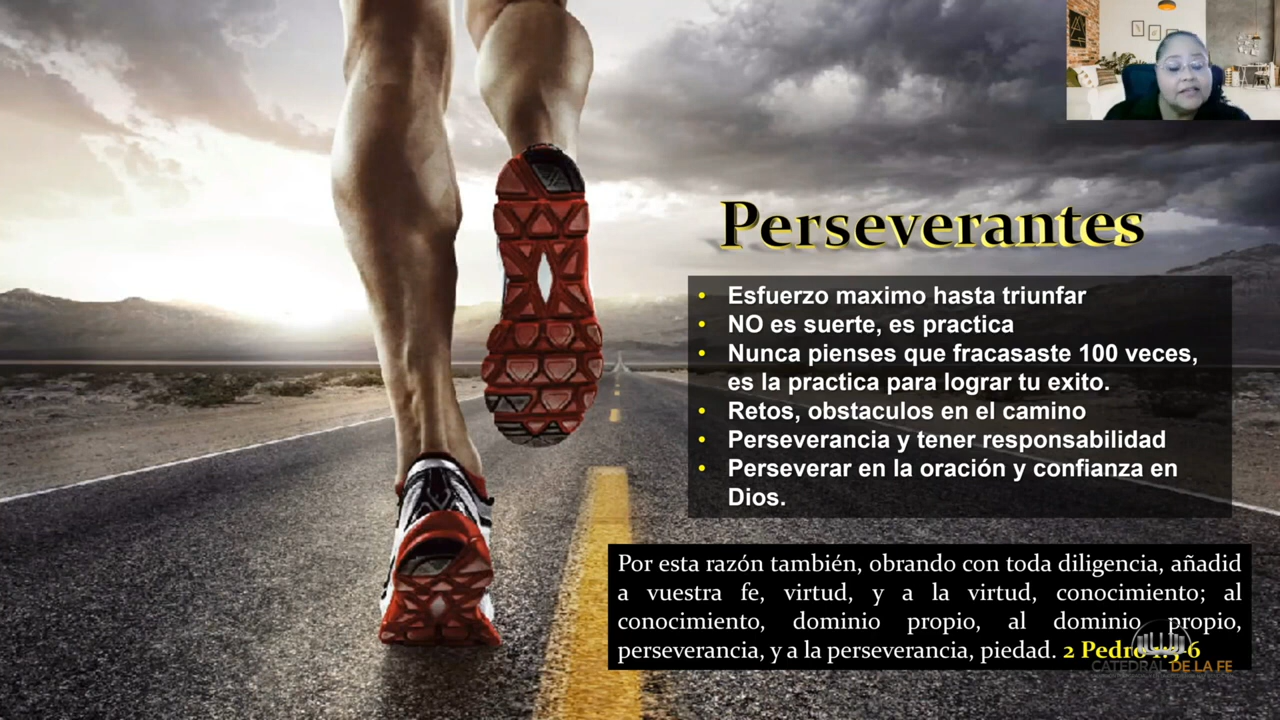 Perseverantes
• Esfuerzo maximo hasta triunfar
• NO es suerte, es practica
• Nunca pienses que fracasaste 100 veces,
es la practica para lograr tu exito.
• Retos, obstaculos en el camino
• Perseverancia y tener responsabilidad
• Perseverar en la oración y confianza en
Dios.
Por esta razón también, obrando con toda diligencia, añadid
a vuestra fe, virtud, y a la virtud, conocimiento; al
conocimiento, dominio propio, al dominio propio,
perseverancia, y a la perseverancia, piedad. 2 Pedro 1:5-6
CATEDRAL DE LA FE